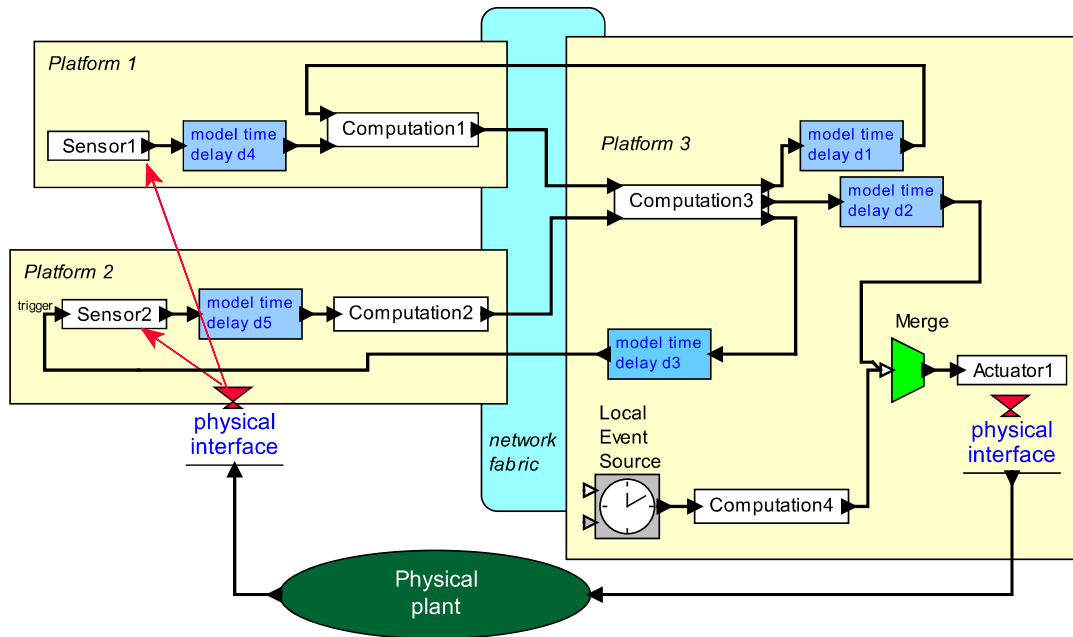 Platform 1
Sensor1
model time
delay d4
Computation1
Platform 2
trigger
Sensor2
model time
delay d5
Computation2
physical
interface
network
fabric
Platform 3
Computation3
model time
delay d1
model time
delay d2
model time
delay d3
Merge
Actuator1
physical
interface
Local
Event
Source
Computation4
Physical
plant